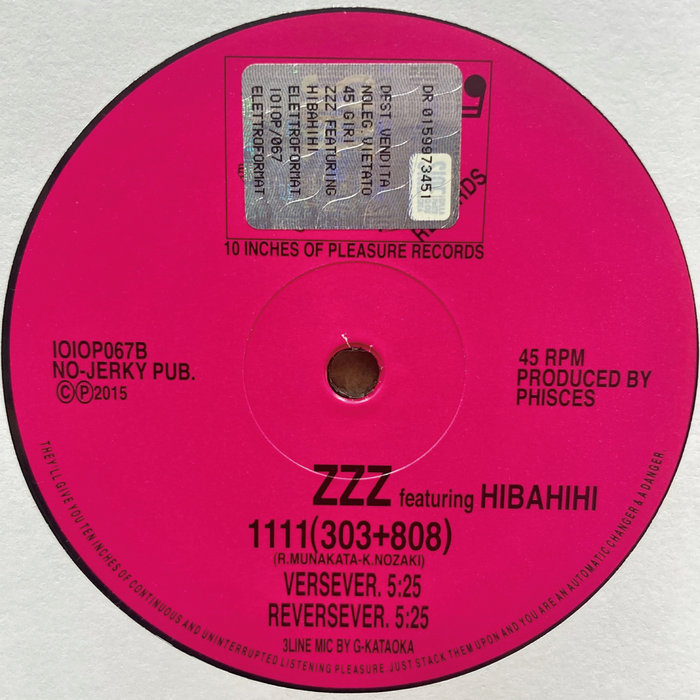 DR 0159973451
DEST.VENDITA
NOLEG.VIETATO
45 GIRI
ZZZ FEATURING
HIBAHIHI
ELETTROFORMAT
IOIOP/067
ELETTROFORMAT
10 INCHES OF PLEASURE RECORDS
IOIOP067B
NO-JERKY PUB.
©℗2015
45 RPM
PRODUCED BY
PHISCES
ZZZ featuring HIBAHIHI
1111(303+808)
(R.MUNAKATA-K.NOZAKI)
VERSEVER. 5:25
REVERSEVER. 5:25
3LINE MIC BY G-KATAOKA
THEY'LL GIVE YOU TEN INCHES OF CONTINUOUS AND UNINTERRUPTED LISTENING PLEASURE. JUST STACK THEM UPON AND YOU ARE AN AUTOMATIC CHANGER & A DANGER.